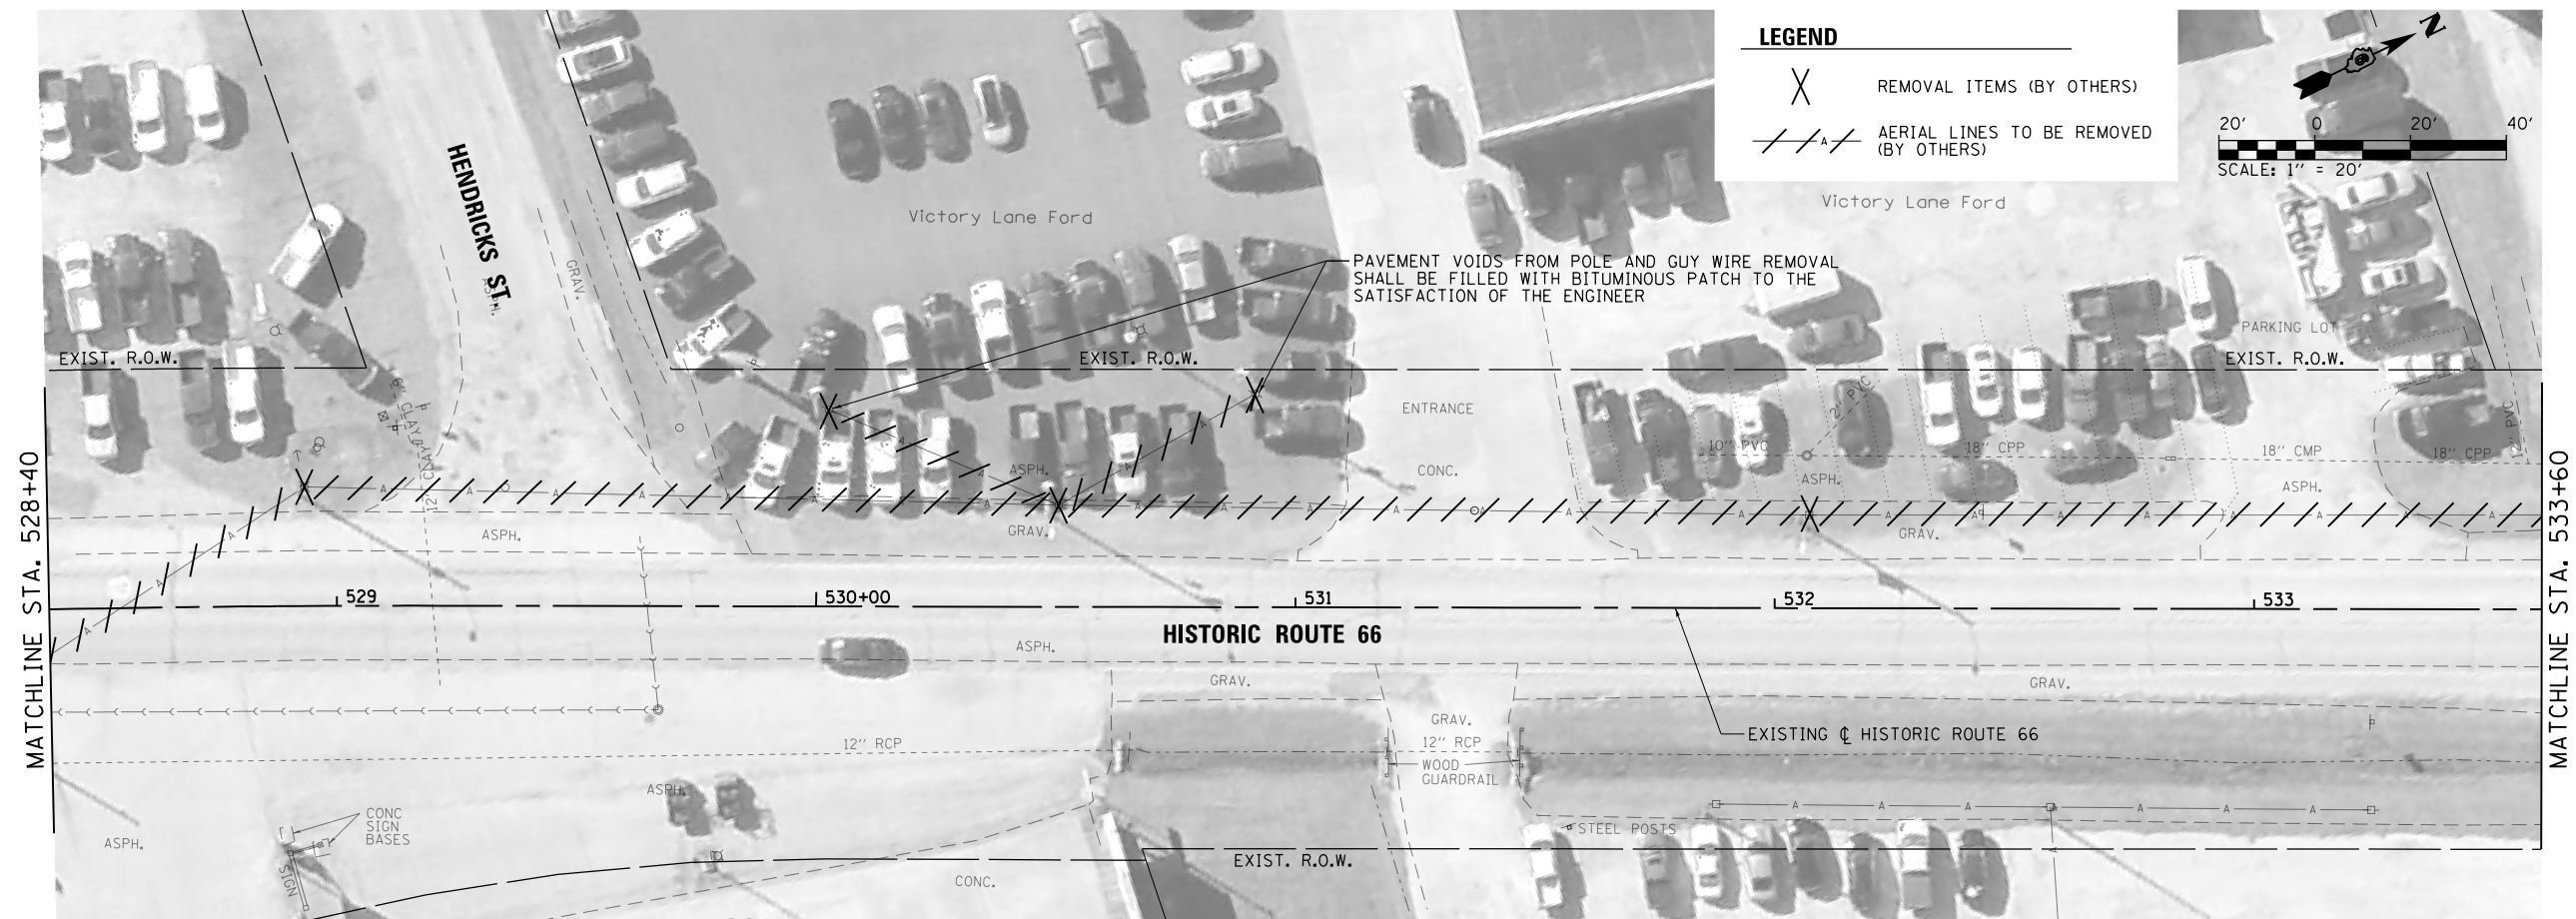 LEGEND
REMOVAL ITEMS (BY OTHERS)
A
AERIAL LINES TO BE REMOVED
(BY OTHERS)
N
20' 0 20' 40'
SCALE: 1" = 20'
HENDRICKS ST.
ASPH.
GRAV.
Victory Lane Ford
Victory Lane Ford
PAVEMENT VOIDS FROM POLE AND GUY WIRE REMOVAL
SHALL BE FILLED WITH BITUMINOUS PATCH TO THE
SATISFACTION OF THE ENGINEER
PARKING LOT
EXIST. R.O.W.
EXIST. R.O.W.
EXIST. R.O.W.
6" CLAY
12" CLAY
12"
ENTRANCE
CONC.
2" PVC
10" PVC
18" CPP
18" CMP
18" CPP
PVC
ASPH.
ASPH.
ASPH.
ASPH.
GRAV.
GRAV.
MATCHLINE STA. 528+40
MATCHLINE STA. 533+60
529
530+00
531
532
533
HISTORIC ROUTE 66
ASPH.
GRAV.
GRAV.
GRAV.
12" RCP
12" RCP
EXISTING ℄ HISTORIC ROUTE 66
WOOD
GUARDRAIL
ASPH.
CONC
SIGN
BASES
STEEL POSTS
ASPH.
SIGN
EXIST. R.O.W.
CONC.